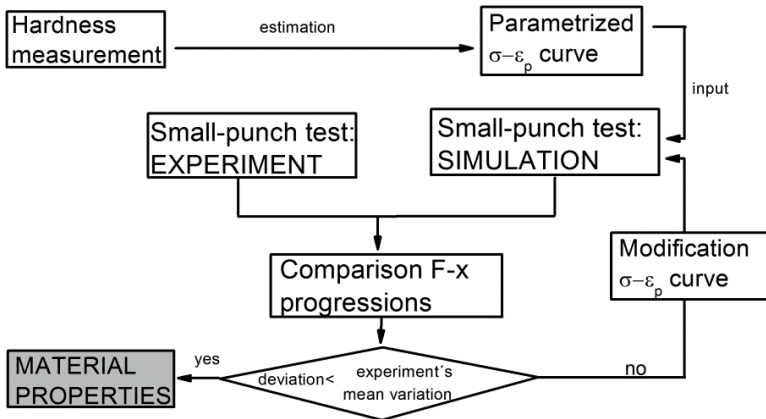 Hardness
measurement
estimation
Parametrized
σ−εp curve
input
Small-punch test:
EXPERIMENT
Small-punch test:
SIMULATION
Comparison F-x
progressions
Modification
σ−εp curve
MATERIAL
PROPERTIES
yes
deviation<
experiment´s
mean variation
no